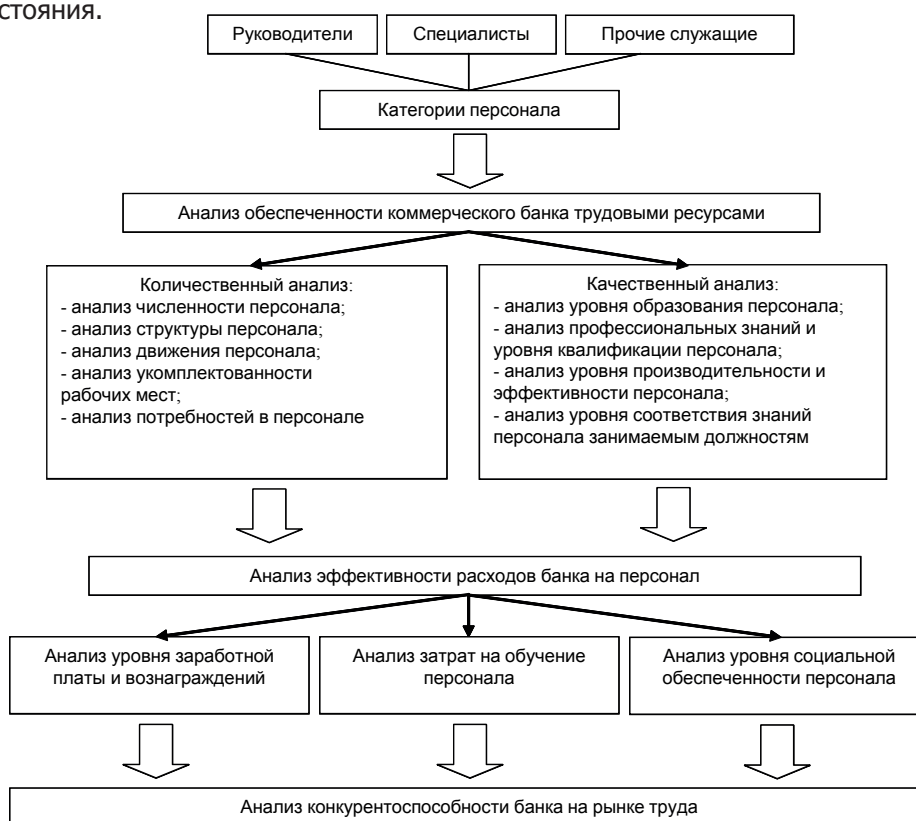 стояния.
Руководители
Специалисты
Прочие служащие
Категории персонала
Анализ обеспеченности коммерческого банка трудовыми ресурсами
Количественный анализ:
- анализ численности персонала;
- анализ структуры персонала;
- анализ движения персонала;
- анализ укомплектованности
рабочих мест;
- анализ потребностей в персонале
Качественный анализ:
- анализ уровня образования персонала;
- анализ профессиональных знаний и
уровня квалификации персонала;
- анализ уровня производительности и
эффективности персонала;
- анализ уровня соответствия знаний
персонала занимаемым должностям
Анализ эффективности расходов банка на персонал
Анализ уровня заработной
платы и вознаграждений
Анализ затрат на обучение
персонала
Анализ уровня социальной
обеспеченности персонала
Анализ конкурентоспособности банка на рынке труда